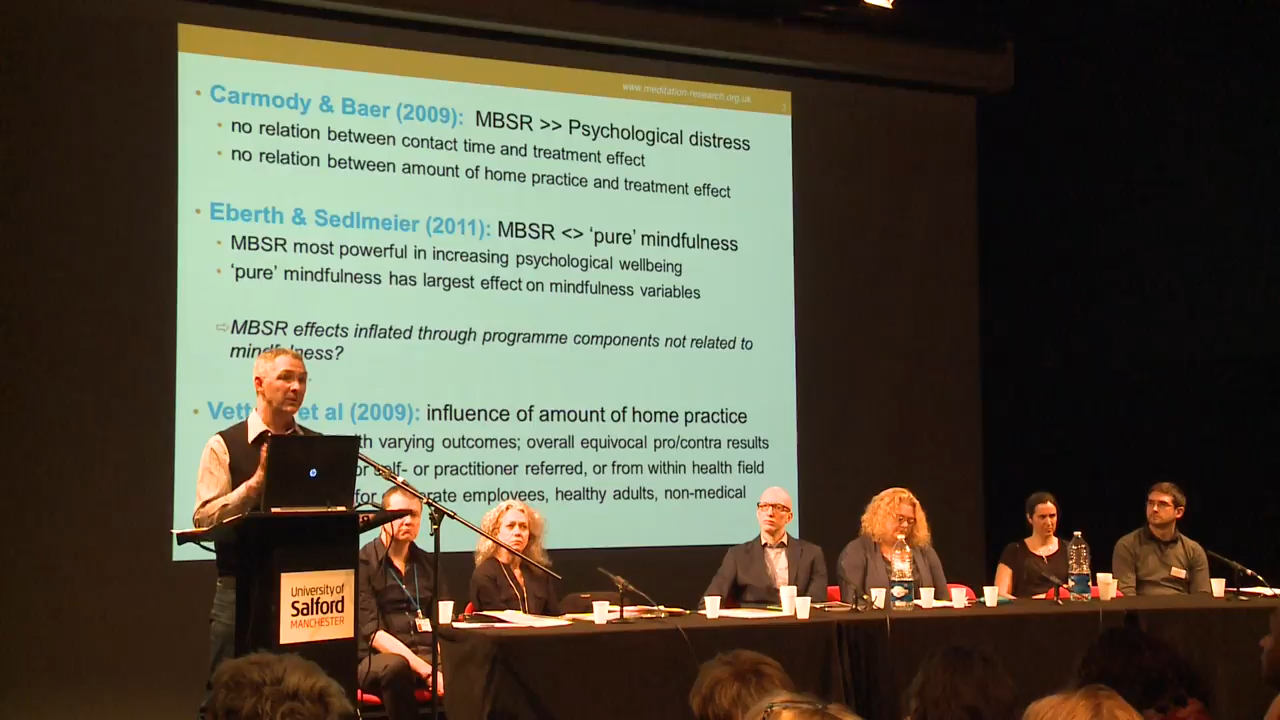 www.meditation-research.org.uk
3
Carmody & Baer (2009): MBSR >> Psychological distress
no relation between contact time and treatment effect
no relation between amount of home practice and treatment effect
Eberth & Sedlmeier (2011): MBSR <> ‘pure’ mindfulness
MBSR most powerful in increasing psychological wellbeing
‘pure’ mindfulness has largest effect on mindfulness variables
⇨MBSR effects inflated through programme components not related to
mindfulness?
et al (2009): influence of amount of home practice
varying outcomes; overall equivocal pro/contra results
self- or practitioner referred, or from within health field
for employees, healthy adults, non-medical
hp
University of
Salford
MANCHESTER